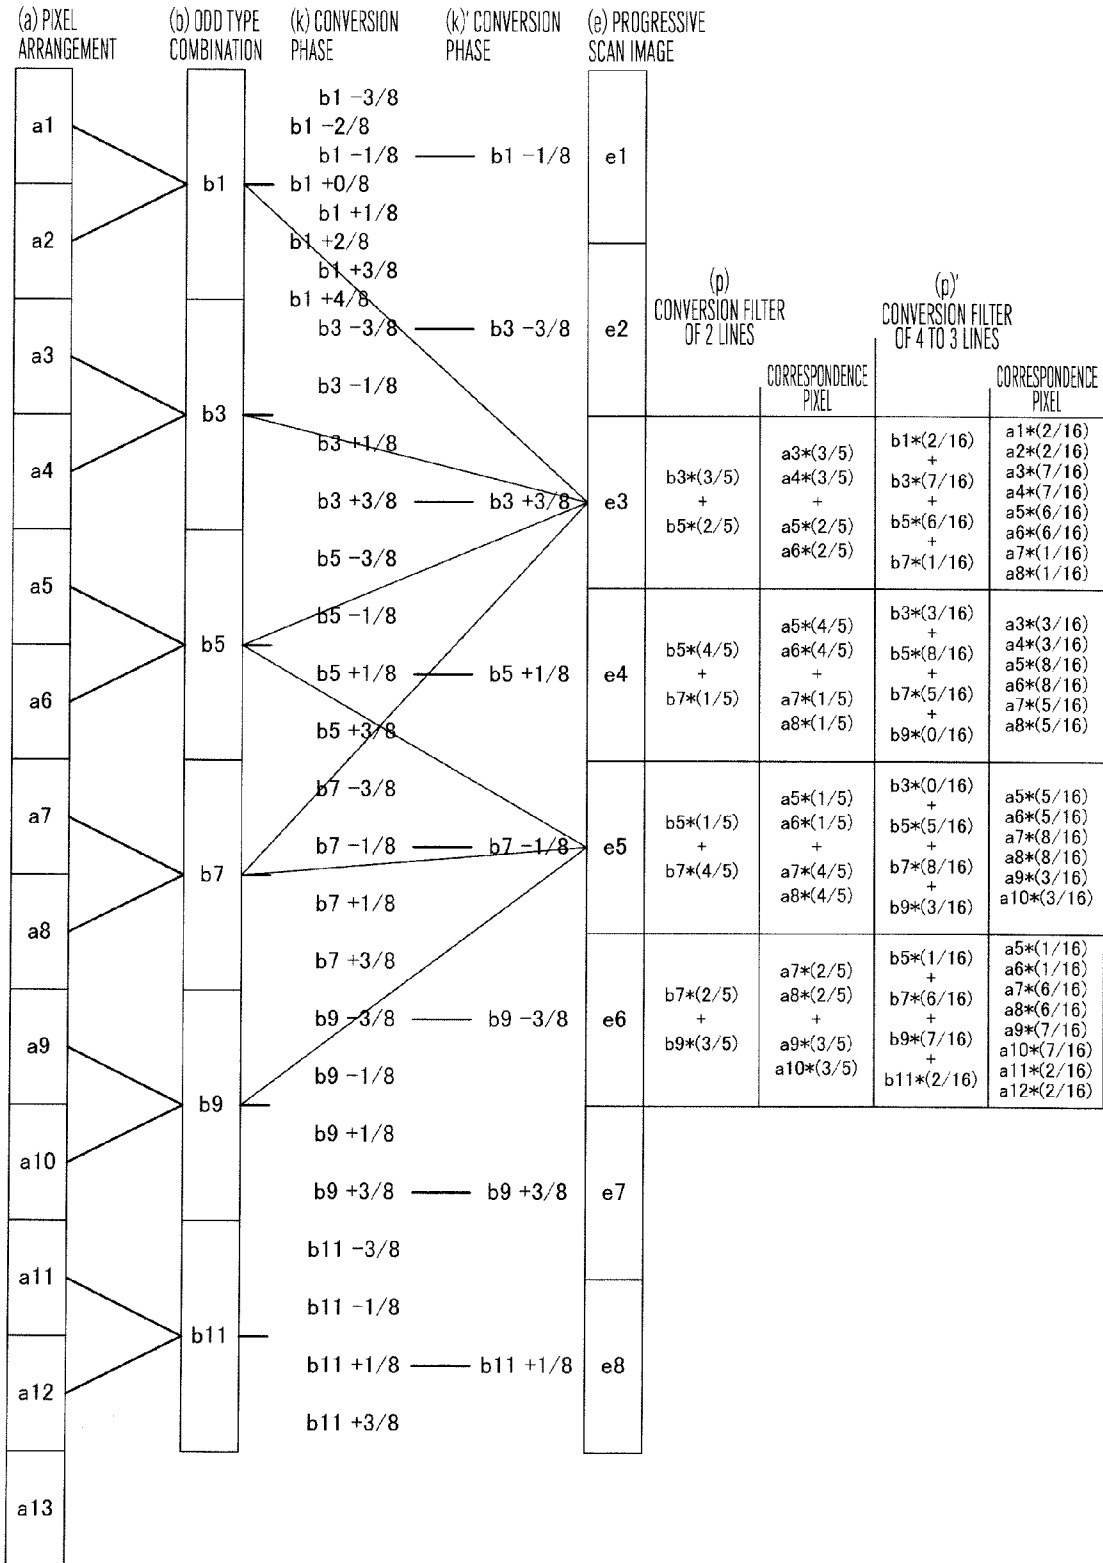 (a) PIXEL ARRANGEMENT
(b) ODD TYPE COMBINATION
(k) CONVERSION PHASE
(k)' CONVERSION PHASE
(e) PROGRESSIVE SCAN IMAGE
a1
a2
a3
a4
a5
a6
a7
a8
a9
a10
a11
a12
a13
b1
b3
b5
b7
b9
b11
b1 -3/8
b1 -2/8
b1 -1/8
b1 +0/8
b1 +1/8
b1 +2/8
b1 +3/8
b1 +4/8
b3 -3/8
b3 -1/8
b3 +1/8
b3 +3/8
b5 -3/8
b5 -1/8
b5 +1/8
b5 +3/8
b7 -3/8
b7 -1/8
b7 +1/8
b7 +3/8
b9 -3/8
b9 -1/8
b9 +1/8
b9 +3/8
b11 -3/8
b11 -1/8
b11 +1/8
b11 +3/8
b1 -1/8
b3 -3/8
b3 +3/8
b5 +1/8
b7 -1/8
b9 -3/8
b9 +3/8
b11 +1/8
e1
e2
e3
e4
e5
e6
e7
e8
(p)
CONVERSION FILTER
OF 2 LINES
CORRESPONDENCE
PIXEL
(p)'
CONVERSION FILTER
OF 4 TO 3 LINES
CORRESPONDENCE
PIXEL
b3*(3/5)
+
b5*(2/5)
a3*(3/5)
a4*(3/5)
+
a5*(2/5)
a6*(2/5)
b1*(2/16)
+
b3*(7/16)
+
b5*(6/16)
+
b7*(1/16)
a1*(2/16)
a2*(2/16)
a3*(7/16)
a4*(7/16)
a5*(6/16)
a6*(6/16)
a7*(1/16)
a8*(1/16)
b5*(4/5)
+
b7*(1/5)
a5*(4/5)
a6*(4/5)
+
a7*(1/5)
a8*(1/5)
b3*(3/16)
+
b5*(8/16)
+
b7*(5/16)
+
b9*(0/16)
a3*(3/16)
a4*(3/16)
a5*(8/16)
a6*(8/16)
a7*(5/16)
a8*(5/16)
b5*(1/5)
+
b7*(4/5)
a5*(1/5)
a6*(1/5)
+
a7*(4/5)
a8*(4/5)
b3*(0/16)
+
b5*(5/16)
+
b7*(8/16)
+
b9*(3/16)
a5*(5/16)
a6*(5/16)
a7*(8/16)
a8*(8/16)
a9*(3/16)
a10*(3/16)
b7*(2/5)
+
b9*(3/5)
a7*(2/5)
a8*(2/5)
+
a9*(3/5)
a10*(3/5)
b5*(1/16)
+
b7*(6/16)
+
b9*(7/16)
+
b11*(2/16)
a5*(1/16)
a6*(1/16)
a7*(6/16)
a8*(6/16)
a9*(7/16)
a10*(7/16)
a11*(2/16)
a12*(2/16)